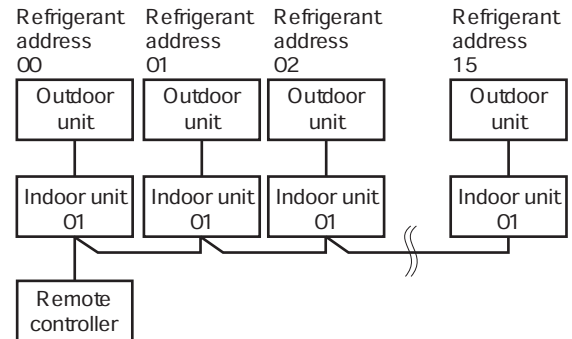 Refrigerant
address
00
Refrigerant
address
01
Refrigerant
address
02
Refrigerant
address
15
Outdoor
unit
Outdoor
unit
Outdoor
unit
Outdoor
unit
Indoor unit
01
Indoor unit
01
Indoor unit
01
Indoor unit
01
Remote
controller